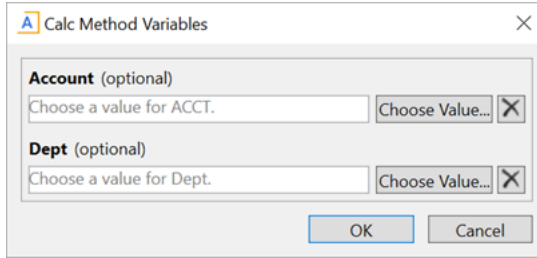 A Calc Method Variables
Account (optional)
Choose a value for ACCT. Choose Value...
Dept (optional)
Choose a value for Dept. Choose Value...
OK Cancel